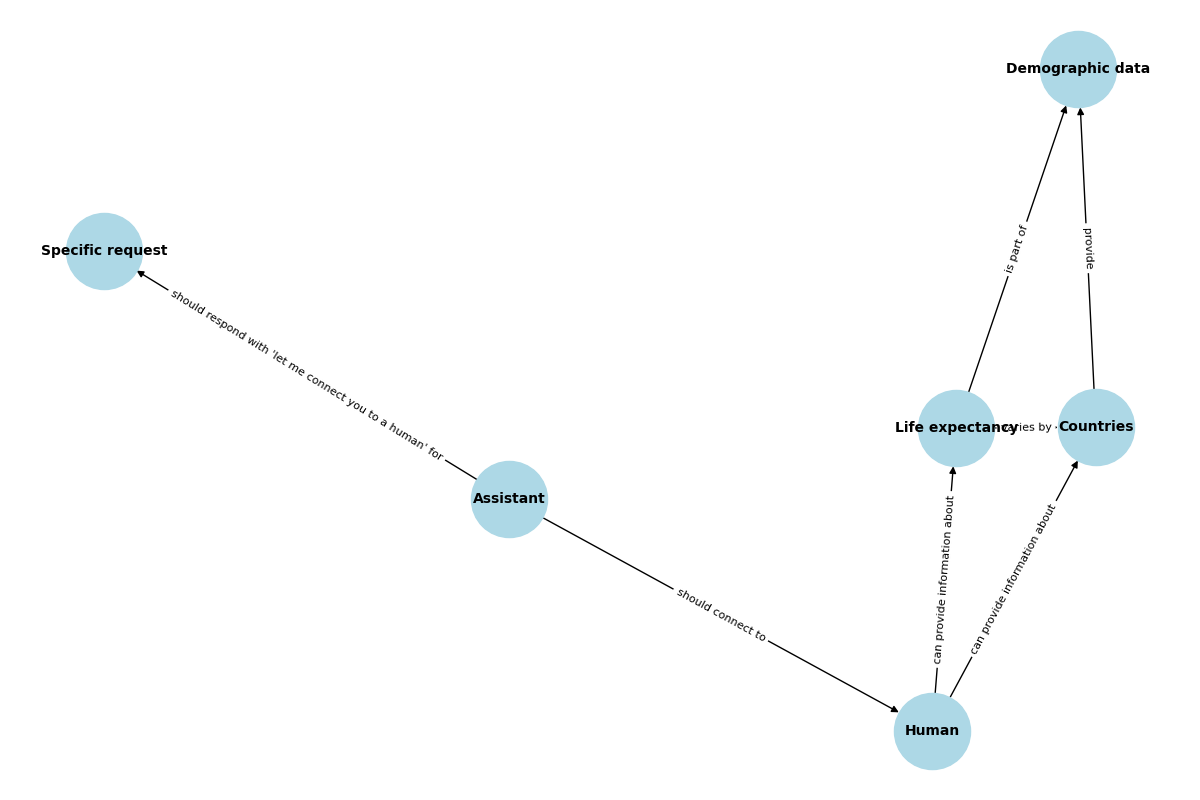 Demographic data
is part of
provide
Specific request
should respond with 'let me connect you to a human' for
Life expectancy
varies by
Countries
Assistant
can provide information about
can provide information about
should connect to
Human